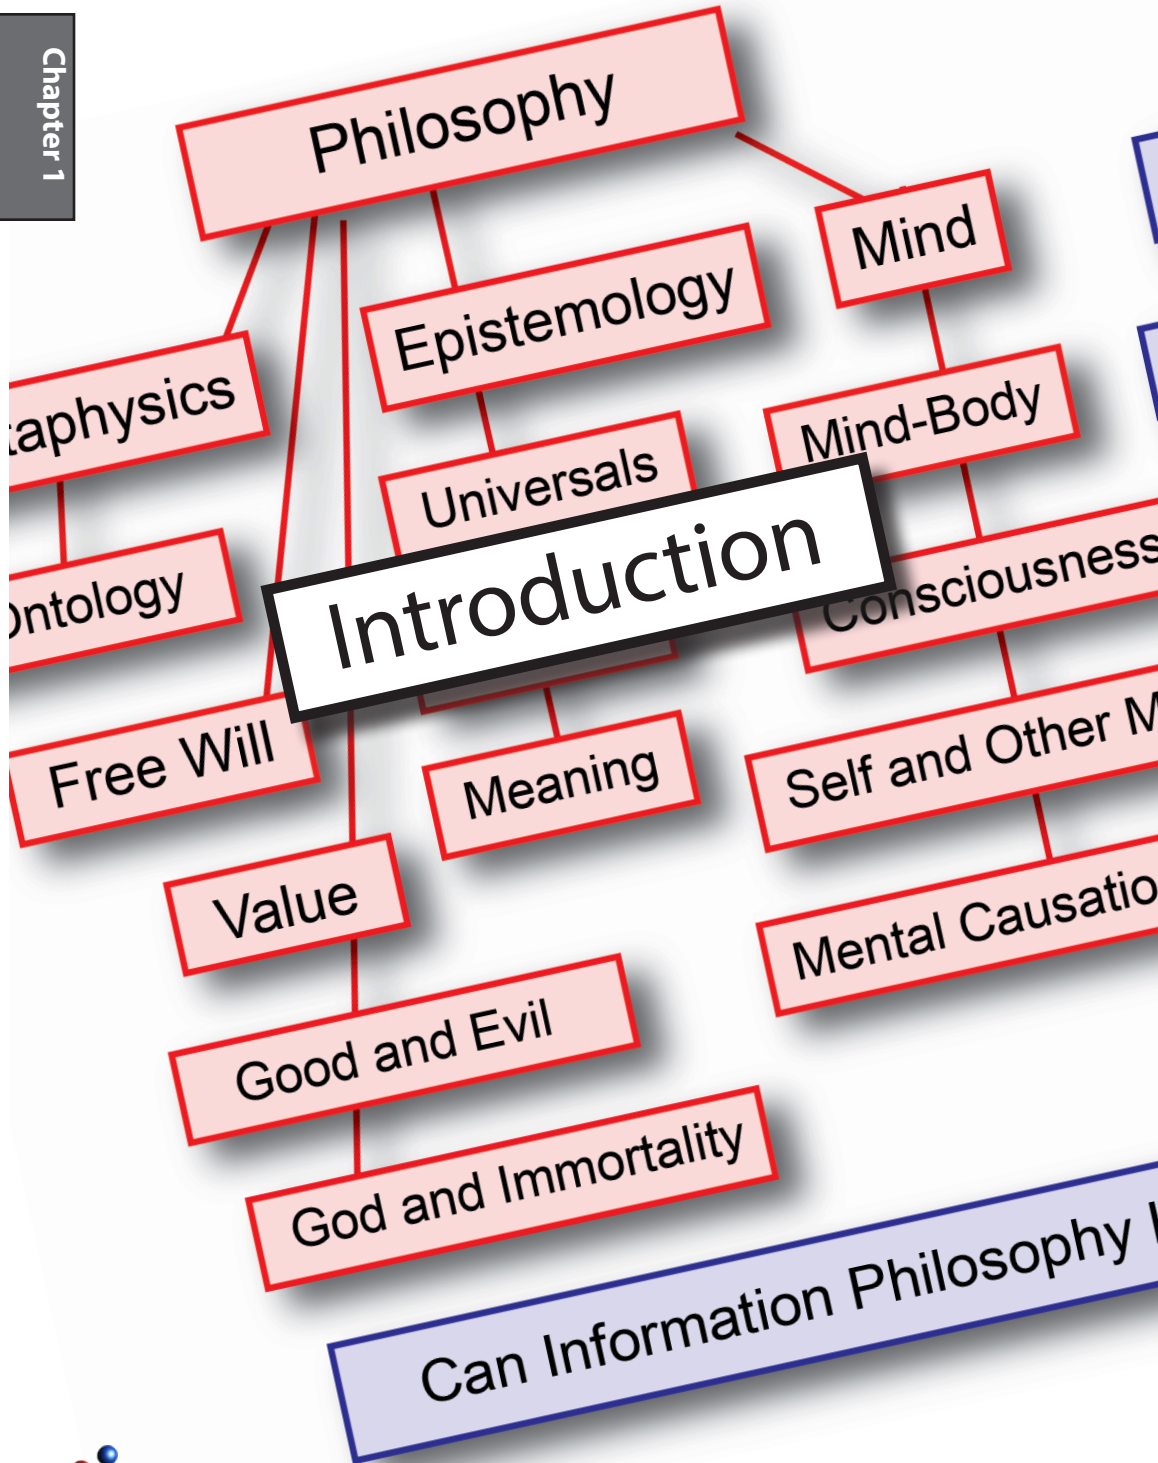 Chapter 1
Philosophy
Mind
Epistemology
taphysics
Mind-Body
Universals
Introduction
Consciousness
Ontology
Free Will
Meaning
Self and Other M
Value
Mental Causatio
Good and Evil
God and Immortality
Can Information Philosophy